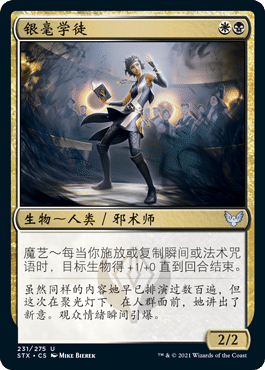 银毫学徒
生物～人类 / 邪术师
魔艺～每当你施放或复制瞬间或法术咒
语时，目标生物得+1/+0直到回合结束。
虽然同样的内容她早已排演过数百遍，但
这次在聚光灯下，在人群面前，她讲出了
新意。观众情绪瞬间引爆。
2/2
231/275 U
STX • CS MIKE BIEREK
™ & © 2021 Wizards of the Coast